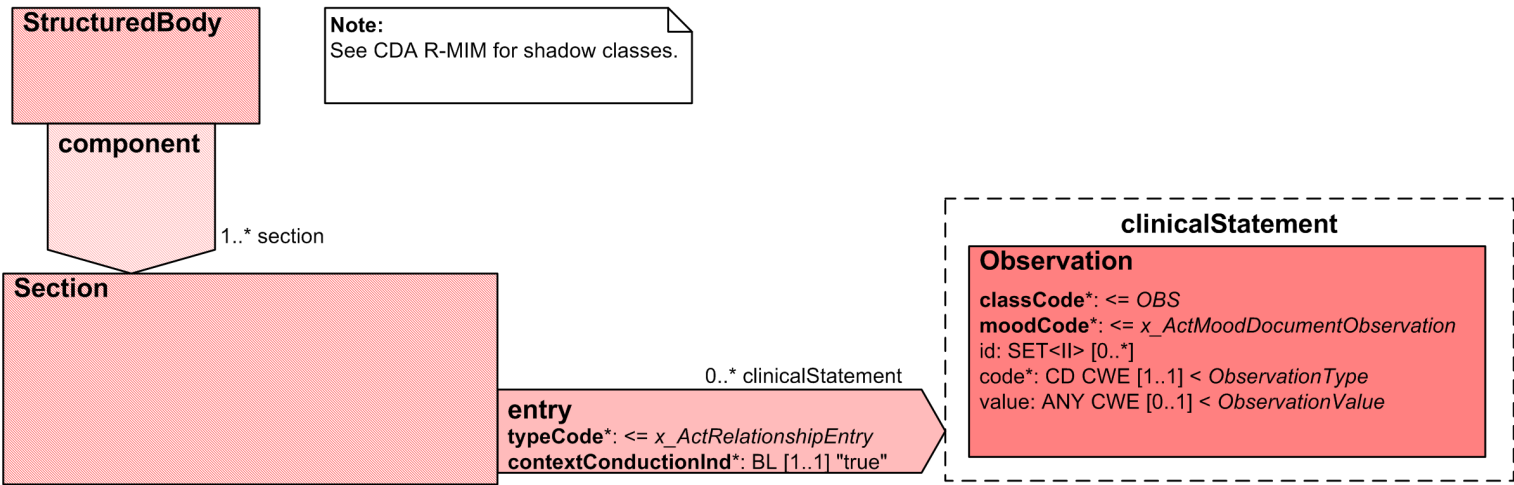 StructuredBody
Note:
See CDA R-MIM for shadow classes.
component
1..* section
Section
0..* clinicalStatement
entry
typeCode*: <= x_ActRelationshipEntry
contextConductionInd*: BL [1..1] "true"
clinicalStatement
Observation
classCode*: <= OBS
moodCode*: <= x_ActMoodDocumentObservation
id: SET<II> [0..*]
code*: CD CWE [1..1] < ObservationType
value: ANY CWE [0..1] < ObservationValue